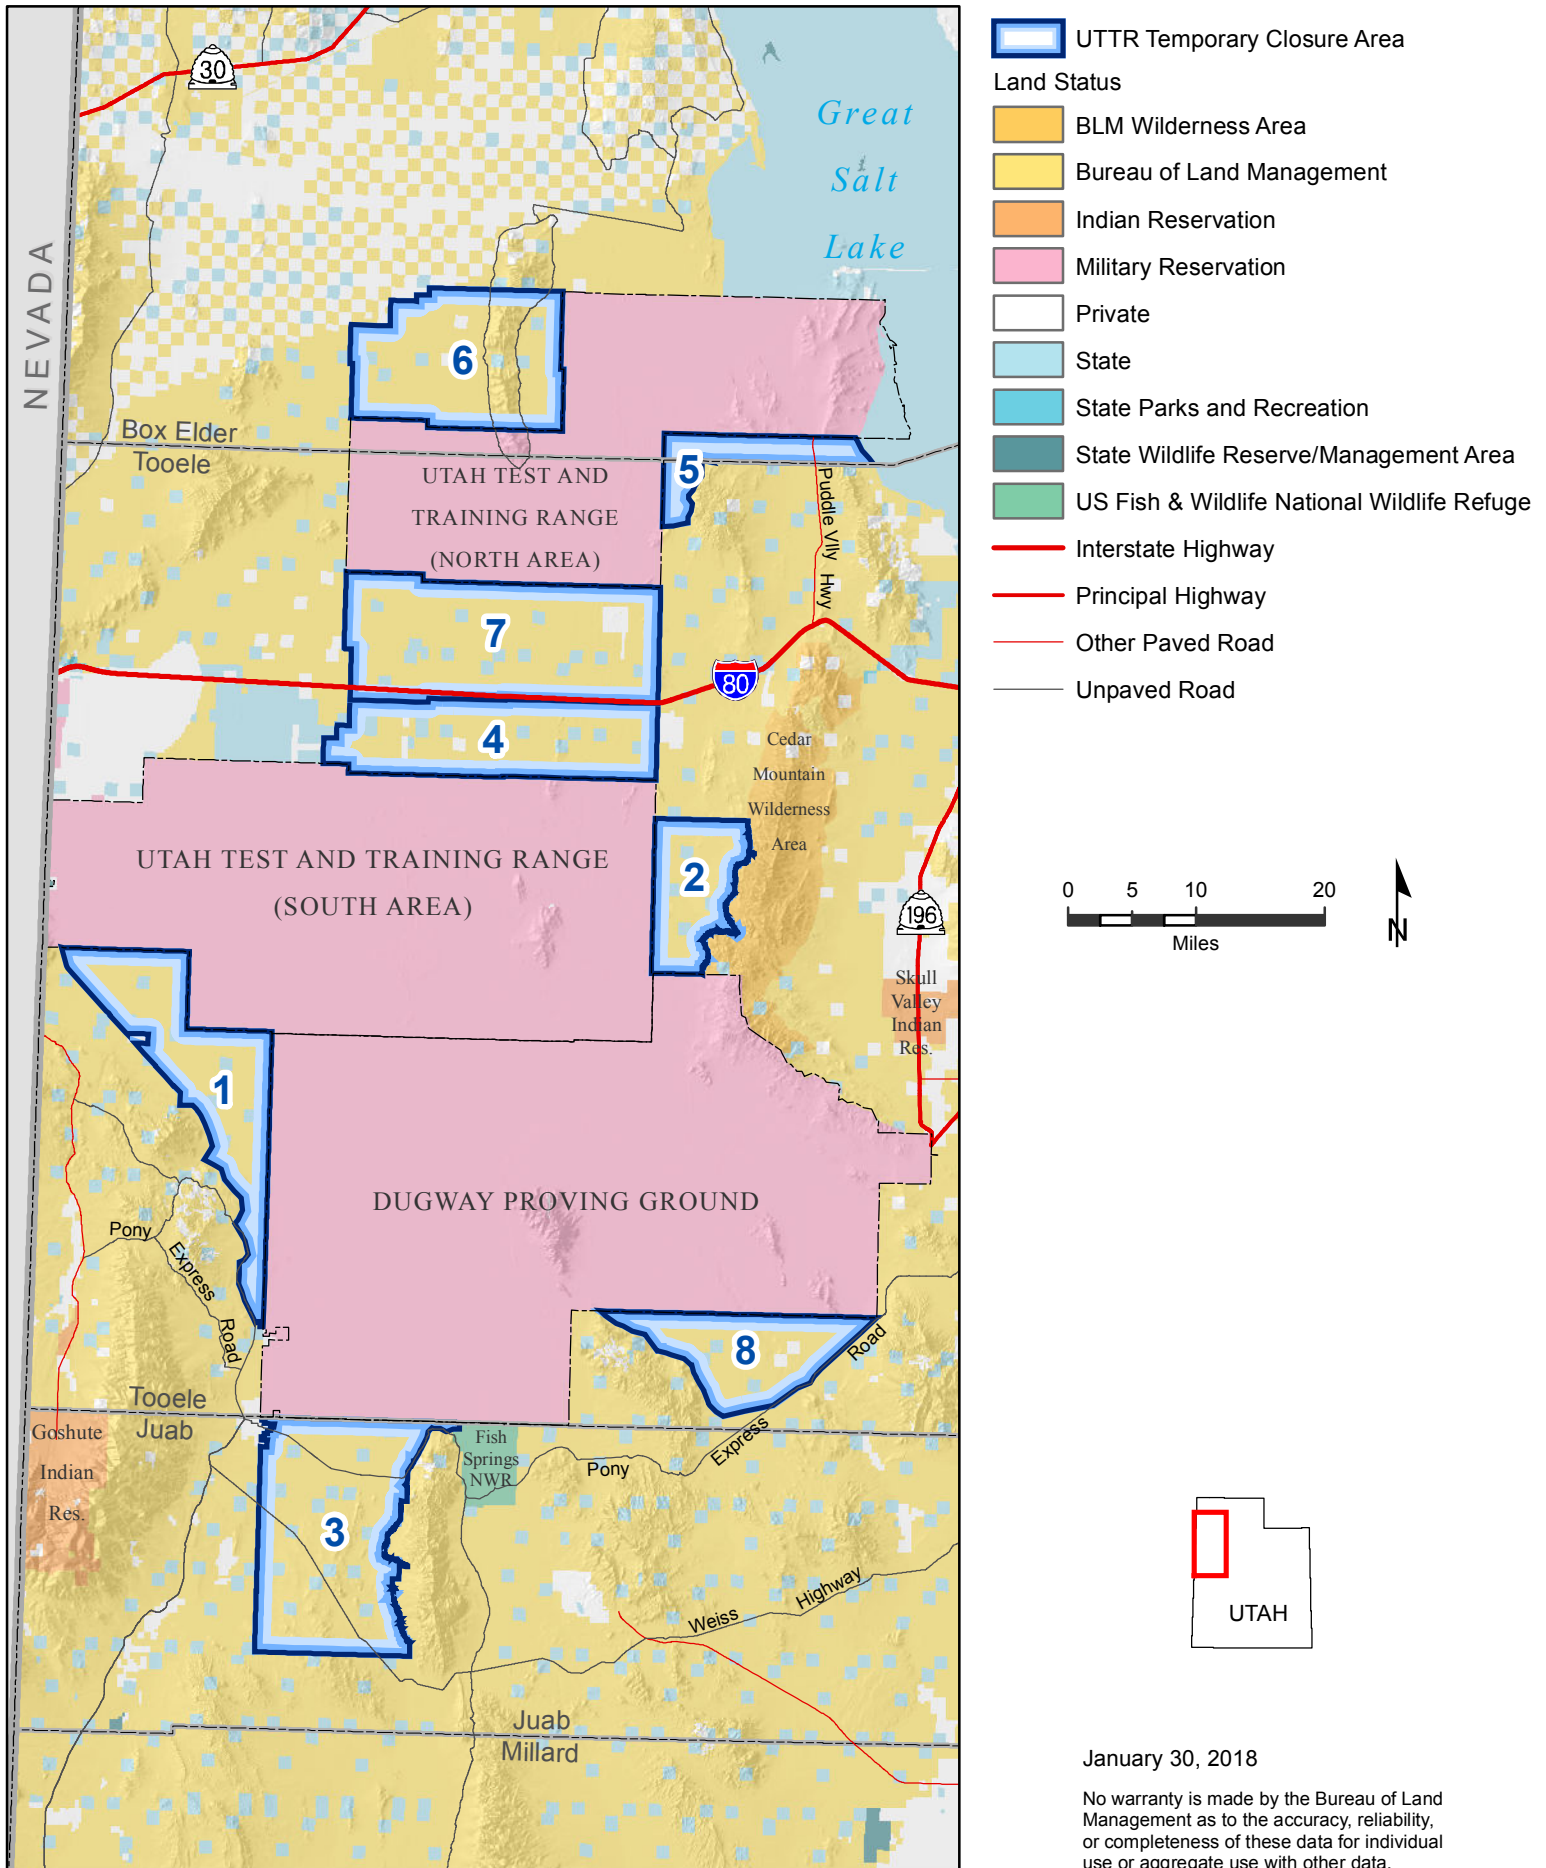 30
Great
Salt
Lake
NEVADA
6
Box Elder
Tooele
UTAH TEST AND
TRAINING RANGE
(NORTH AREA)
5
Puddle Vlly Hwy
7
80
4
Cedar
Mountain
Wilderness
Area
UTAH TEST AND TRAINING RANGE
(SOUTH AREA)
2
196
Skull
Valley
Indian
Res.
1
DUGWAY PROVING GROUND
Pony
Express
Road
8
Road
Tooele
Juab
Goshute
Indian
Res.
Fish
Springs
NWR
Pony
Express
3
Weiss
Highway
Juab
Millard
UTTR Temporary Closure Area
Land Status
BLM Wilderness Area
Bureau of Land Management
Indian Reservation
Military Reservation
Private
State
State Parks and Recreation
State Wildlife Reserve/Management Area
US Fish & Wildlife National Wildlife Refuge
Interstate Highway
Principal Highway
Other Paved Road
Unpaved Road
0 5 10 20
Miles
N
UTAH
January 30, 2018
No warranty is made by the Bureau of Land
Management as to the accuracy, reliability,
or completeness of these data for individual
use or aggregate use with other data.